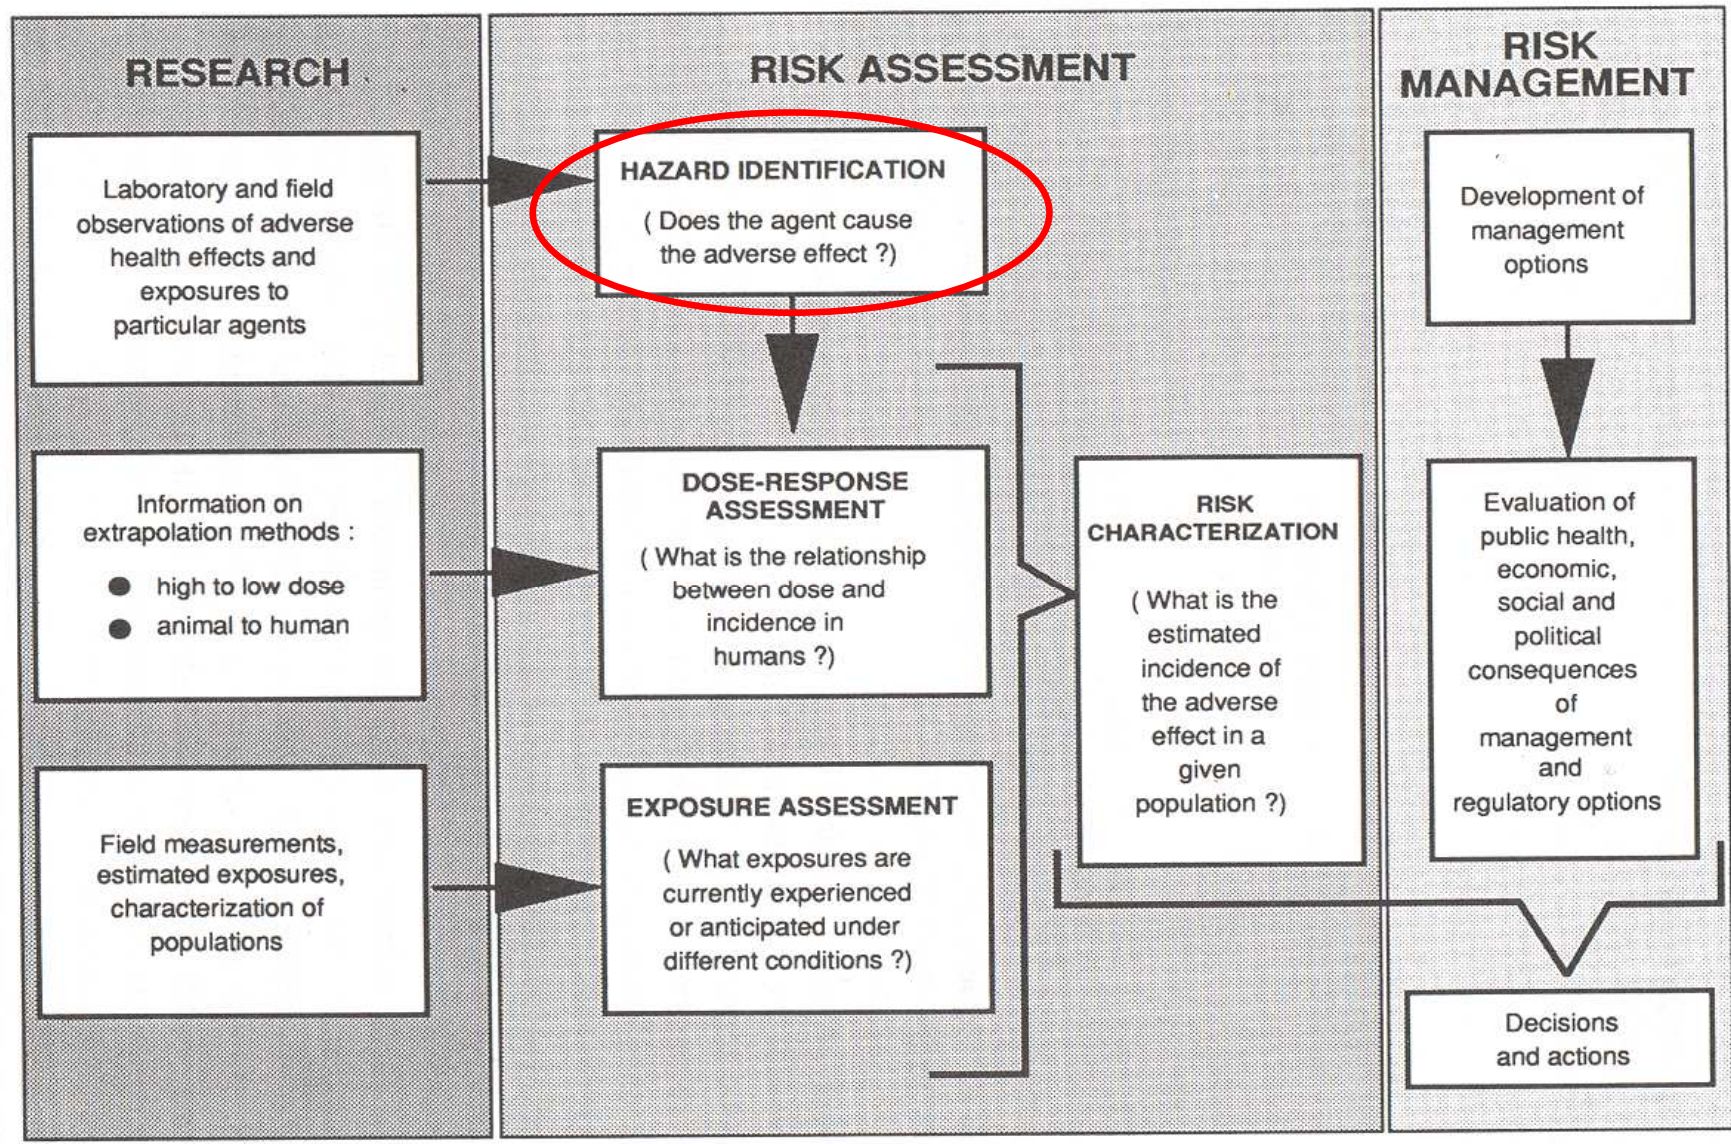 RESEARCH
Laboratory and field
observations of adverse
health effects and
exposures to
particular agents
Information on
extrapolation methods :
● high to low dose
● animal to human
Field measurements,
estimated exposures,
characterization of
populations
RISK ASSESSMENT
HAZARD IDENTIFICATION
( Does the agent cause
the adverse effect ?)
DOSE-RESPONSE
ASSESSMENT
( What is the relationship
between dose and
incidence in
humans ?)
EXPOSURE ASSESSMENT
( What exposures are
currently experienced
or anticipated under
different conditions ?)
RISK
CHARACTERIZATION
( What is the
estimated
incidence of
the adverse
effect in a
given
population ?)
RISK
MANAGEMENT
Development of
management
options
Evaluation of
public health,
economic,
social and
political
consequences
of
management
and
regulatory options
Decisions
and actions